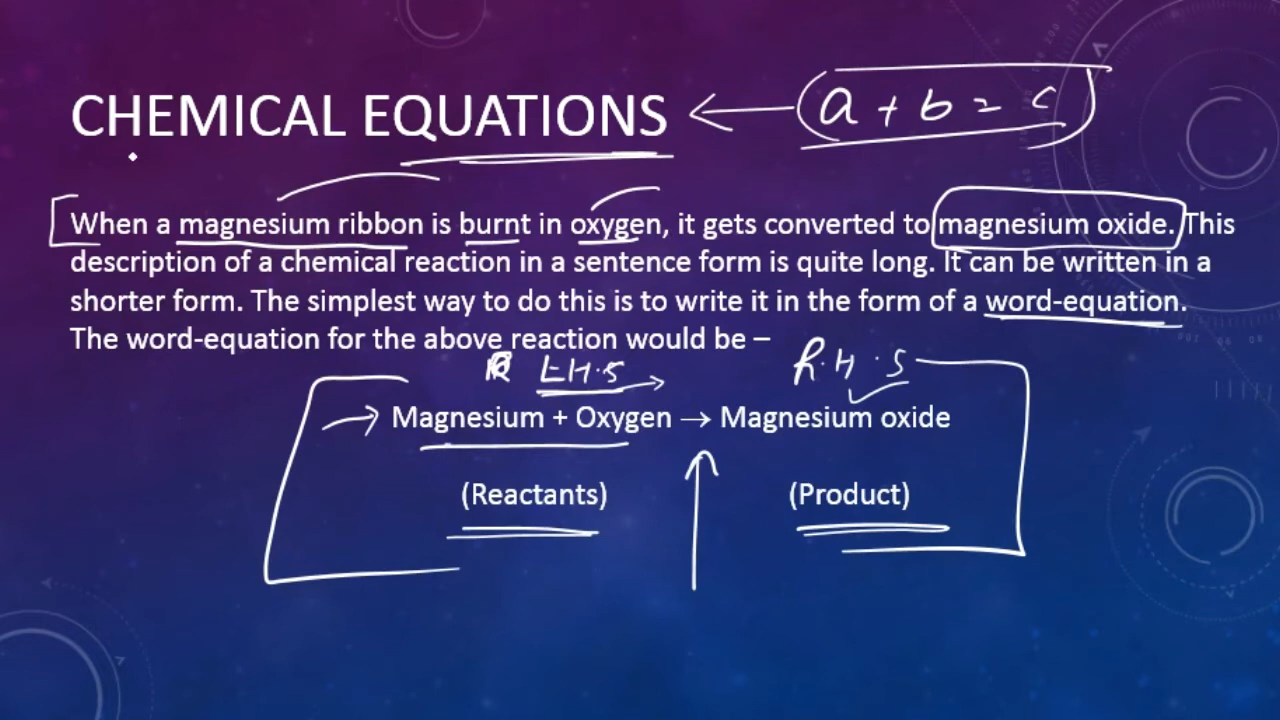 CHEMICAL EQUATIONS ← (a + b = c)
When a magnesium ribbon is burnt in oxygen, it gets converted to magnesium oxide. This
description of a chemical reaction in a sentence form is quite long. It can be written in a
shorter form. The simplest way to do this is to write it in the form of a word-equation.
The word-equation for the above reaction would be –
L.H.S R.H.S
Magnesium + Oxygen → Magnesium oxide
(Reactants) (Product)